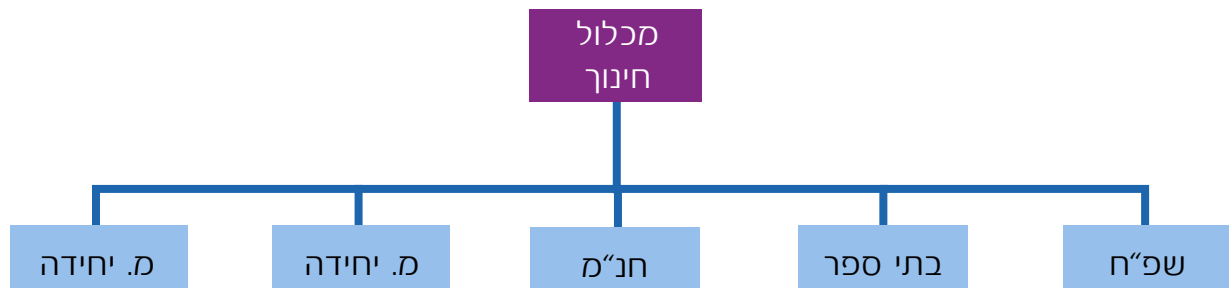 מכלול
חינוך
שפ״ח
בתי ספר
חנ״מ
מ. יחידה
מ. יחידה